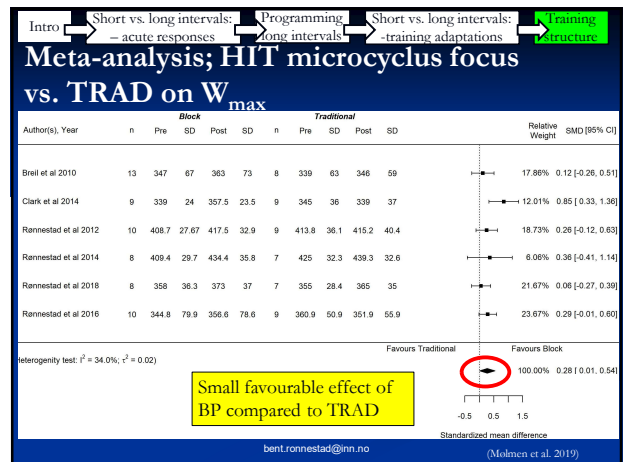 Intro
Short vs. long intervals:
– acute responses
Programming
long intervals
Short vs. long intervals:
-training adaptations
Training
structure
Meta-analysis; HIT microcyclus focus
vs. TRAD on Wmax
Block Traditional
Author(s), Year n Pre SD Post SD n Pre SD Post SD Relative Weight SMD [95% CI]
Breil et al 2010 13 347 67 363 73 8 339 63 346 59 17.86% 0.12 [-0.26, 0.51]
Clark et al 2014 9 339 24 357.5 23.5 9 345 36 339 37 12.01% 0.85 [ 0.33, 1.36]
Rønnestad et al 2012 10 408.7 27.67 417.5 32.9 9 413.8 36.1 415.2 40.4 18.73% 0.26 [-0.12, 0.63]
Rønnestad et al 2014 8 409.4 29.7 434.4 35.8 7 425 32.3 439.3 32.6 6.06% 0.36 [-0.41, 1.14]
Rønnestad et al 2018 8 358 36.3 373 37 7 355 28.4 365 35 21.67% 0.06 [-0.27, 0.39]
Rønnestad et al 2016 10 344.8 79.9 356.6 78.6 9 360.9 50.9 351.9 55.9 23.67% 0.29 [-0.01, 0.60]
Favours Traditional Favours Block
Heterogenity test: I² = 34.0%; τ² = 0.02)
100.00% 0.28 [ 0.01, 0.54]
Small favourable effect of
BP compared to TRAD
-0.5 0.5 1.5
Standardized mean difference
bent.ronnestad@inn.no
(Mølmen et al. 2019)